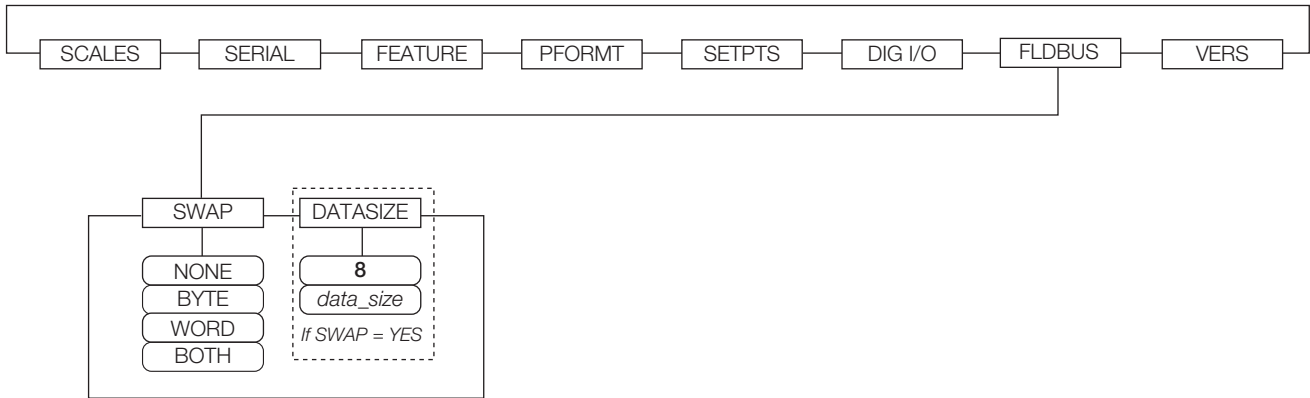 SCALES SERIAL FEATURE PFORMT SETPTS DIG I/O FLDBUS VERS
SWAP DATASIZE
NONE 8
BYTE data_size
WORD If SWAP = YES
BOTH